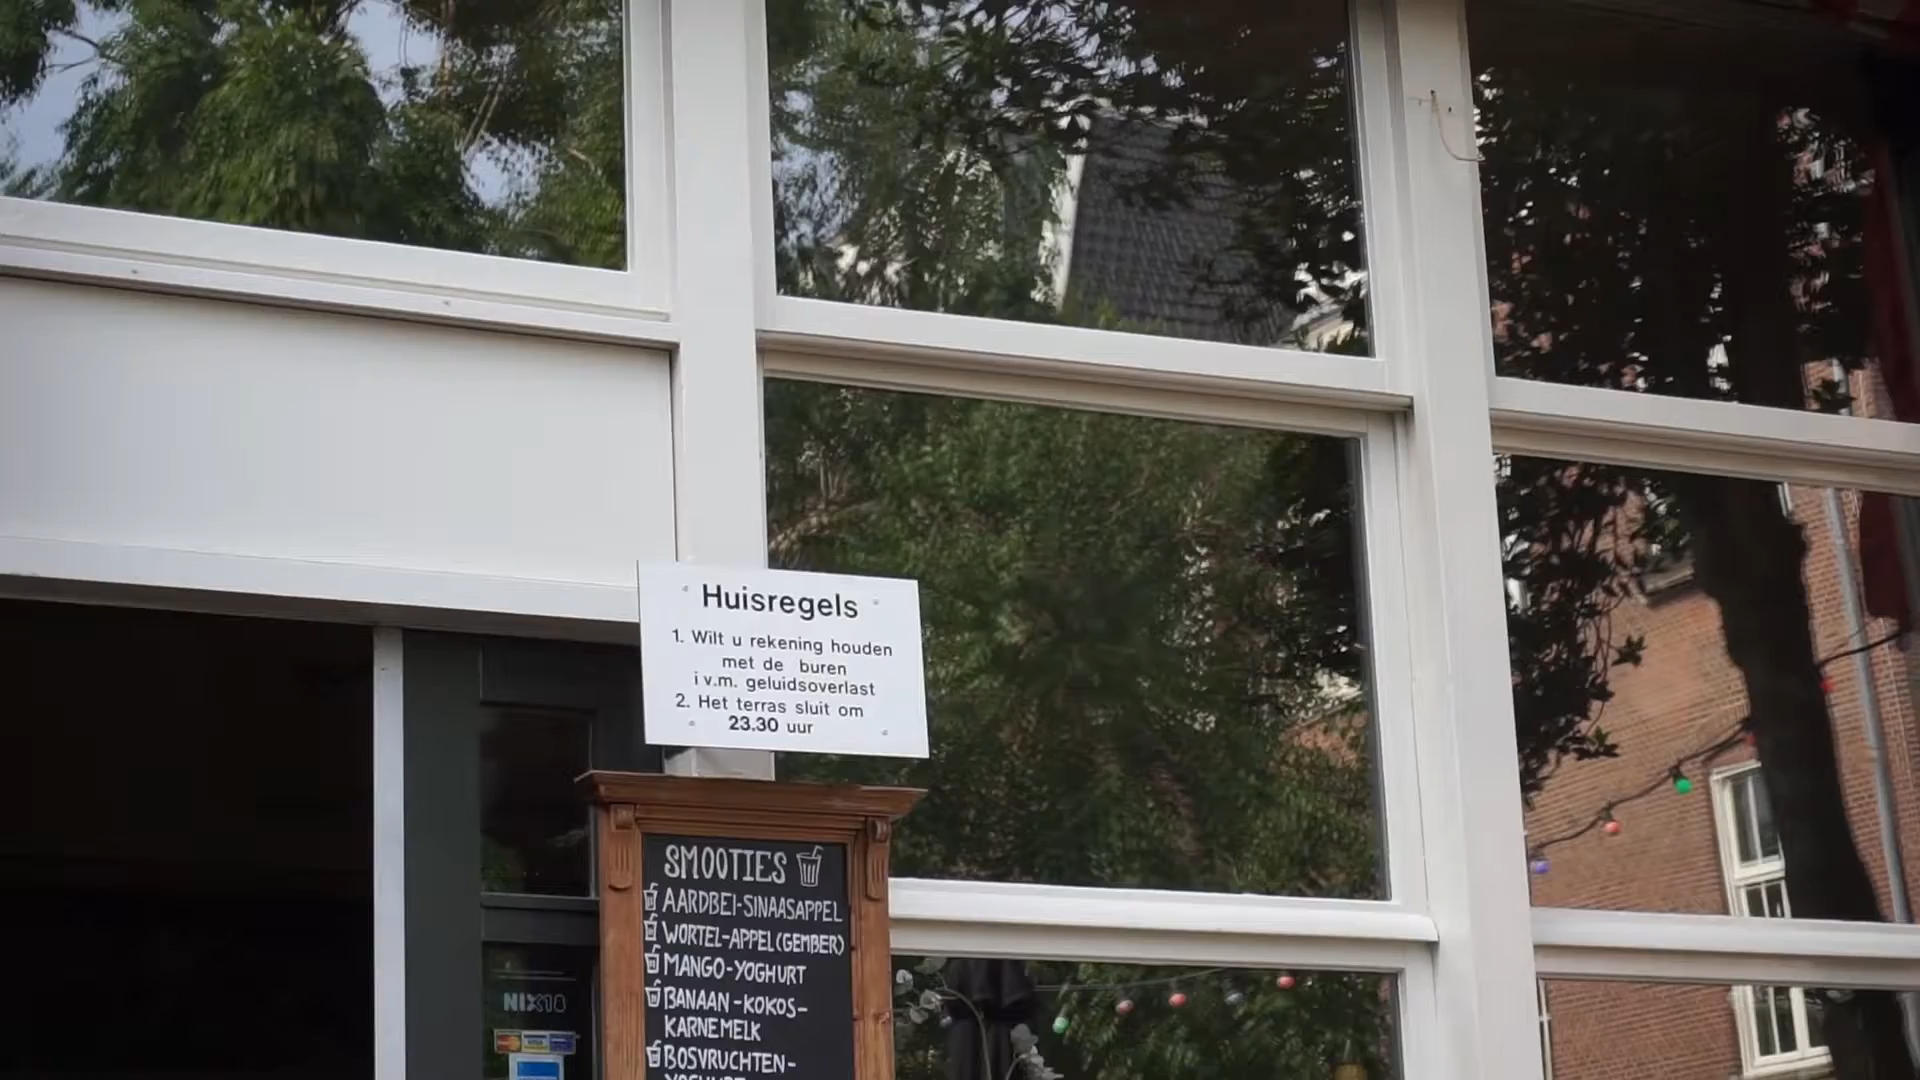 Huisregels
1. Wilt u rekening houden
met de buren
i v.m. geluidsoverlast
2. Het terras sluit om
23.30 uur
SMOOTIES
AARDBEI-SINAASAPPEL
WORTEL-APPEL (GEMBER)
MANGO-YOGHURT
BANAAN-KOKOS-
KARNEMELK
BOSVRUCHTEN-
YOGHURT
NIX18